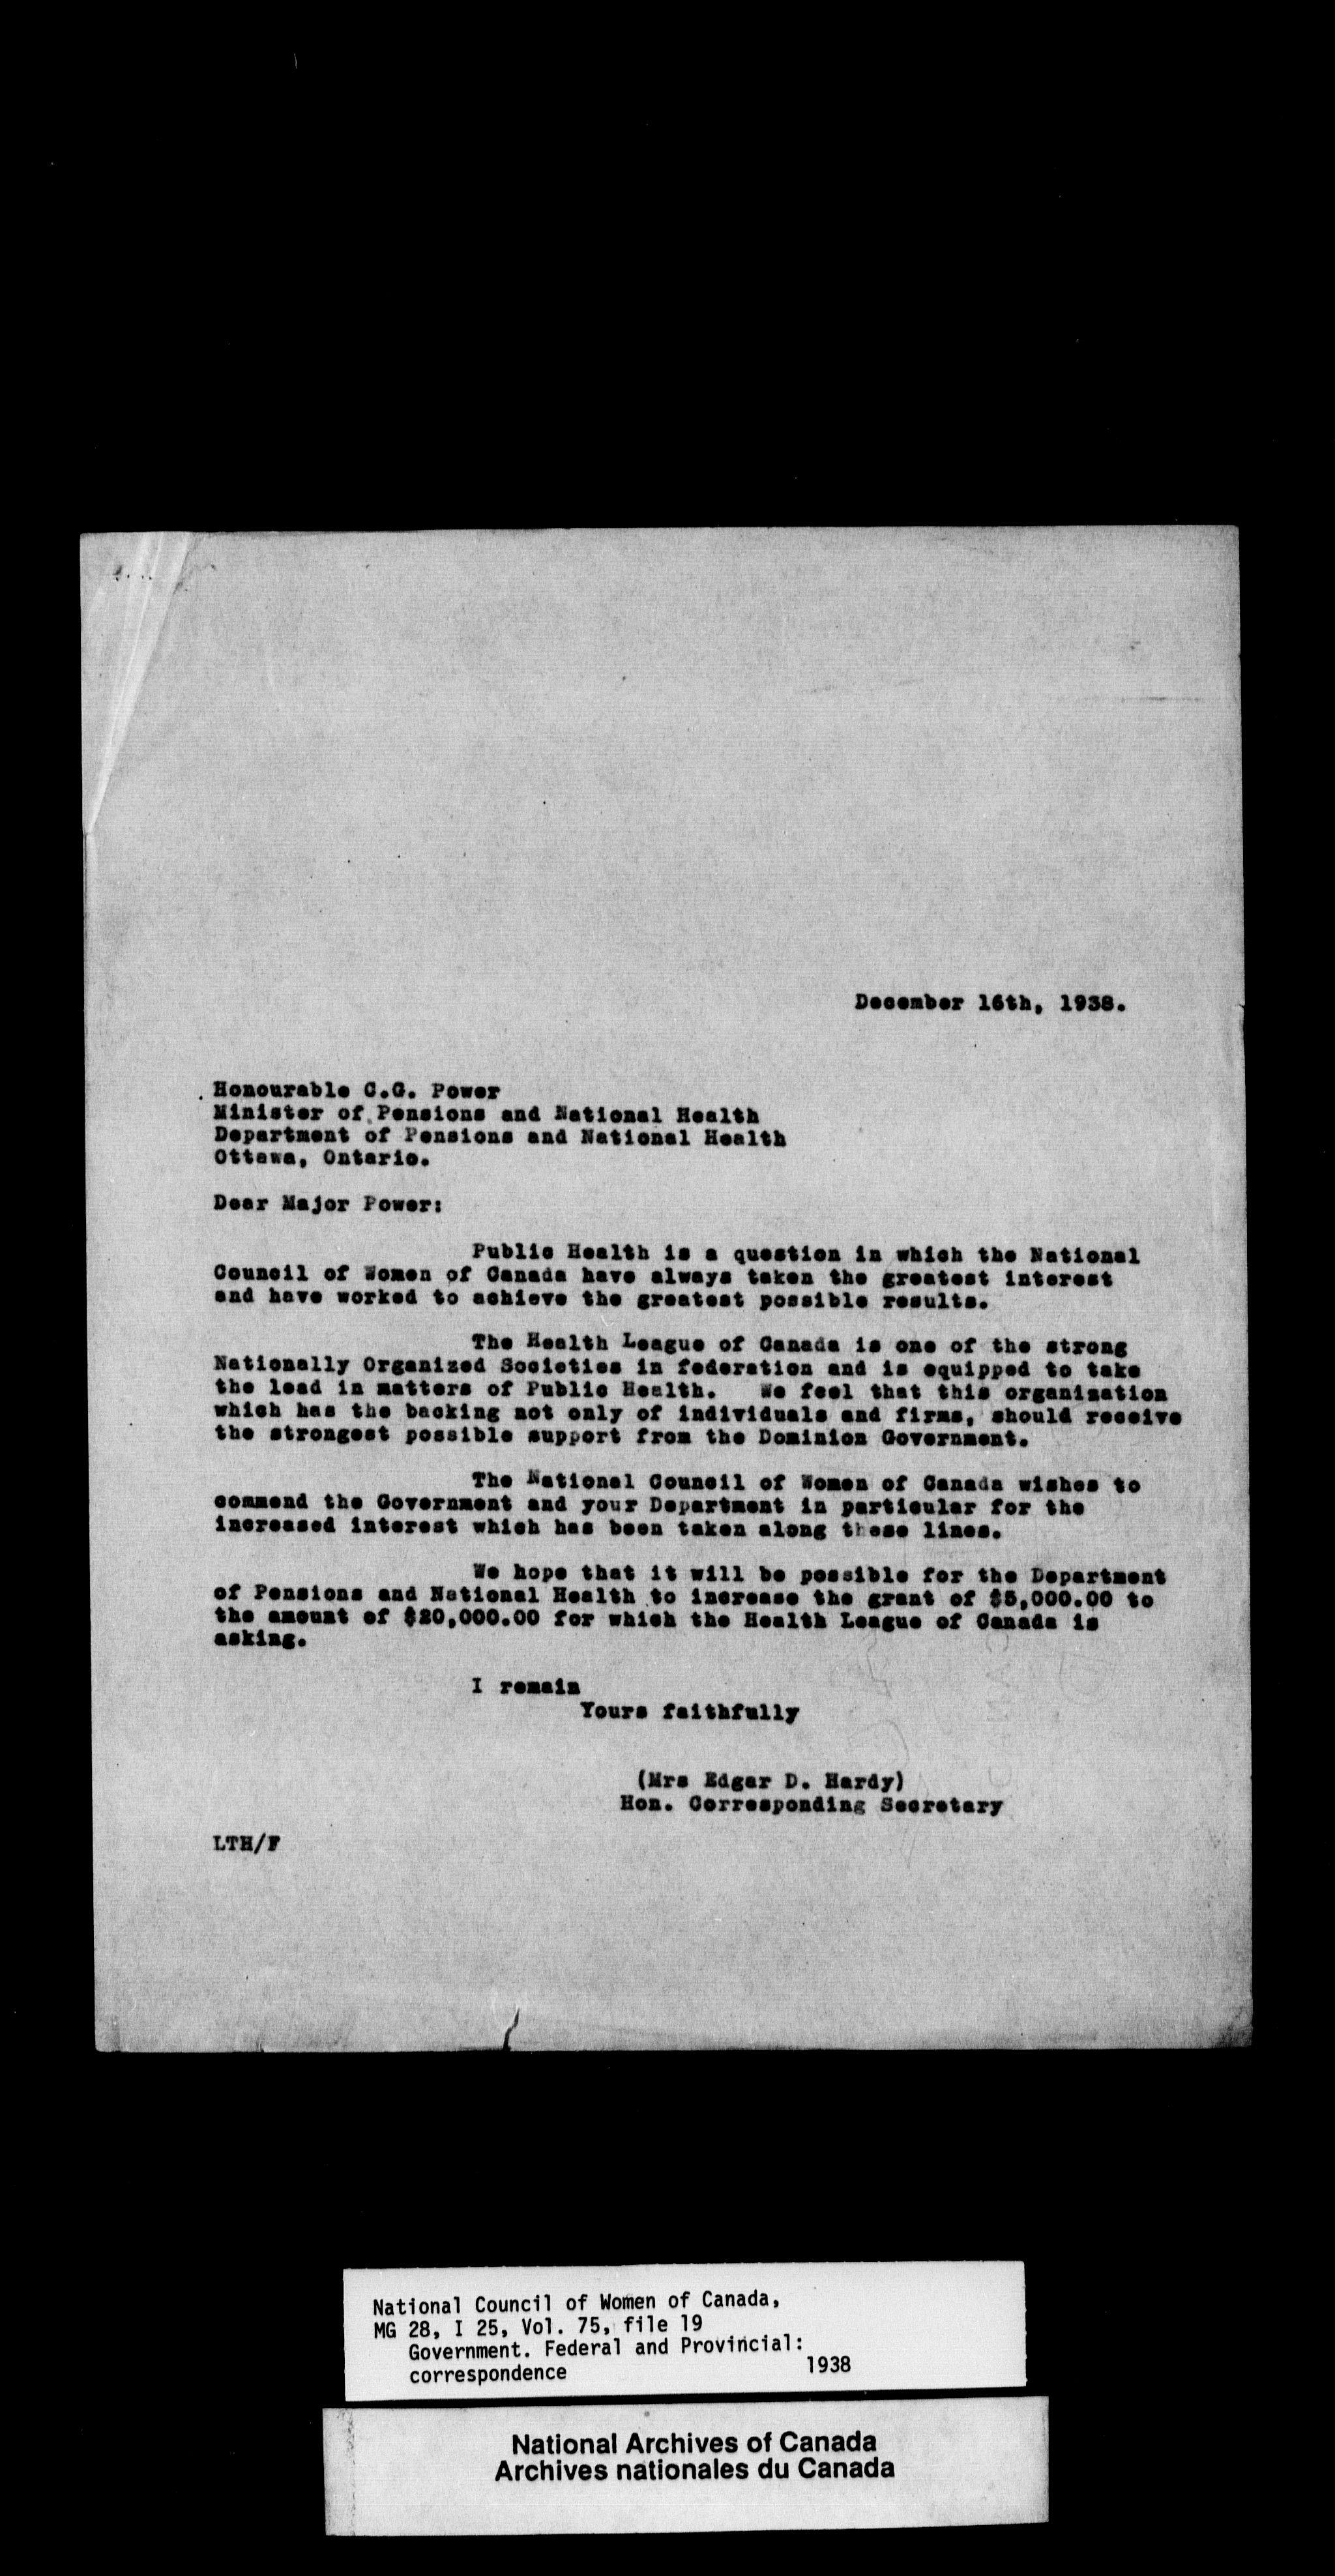 December 16th, 1938.
Honourable C.G. Power
Minister of Pensions and National Health
Department of Pensions and National Health
Ottawa, Ontario.
Dear Major Power:
Public Health is a question in which the National
Council of Women of Canada have always taken the greatest interest
and have worked to achieve the greatest possible results.
The Health League of Canada is one of the strong
Nationally Organized Societies in federation and is equipped to take
the lead in matters of Public Health. We feel that this organization
which has the backing not only of individuals and firms, should receive
the strongest possible support from the Dominion Government.
The National Council of Women of Canada wishes to
commend the Government and your Department in particular for the
increased interest which has been taken along these lines.
We hope that it will be possible for the Department
of Pensions and National Health to increase the grant of $5,000.00 to
the amount of $20,000.00 for which the Health League of Canada is
asking.
I remain
Yours faithfully
(Mrs Edgar D. Hardy)
Hon. Corresponding Secretary
LTH/F
National Council of Women of Canada,
MG 28, I 25, Vol. 75, file 19
Government. Federal and Provincial:
correspondence 1938
National Archives of Canada
Archives nationales du Canada